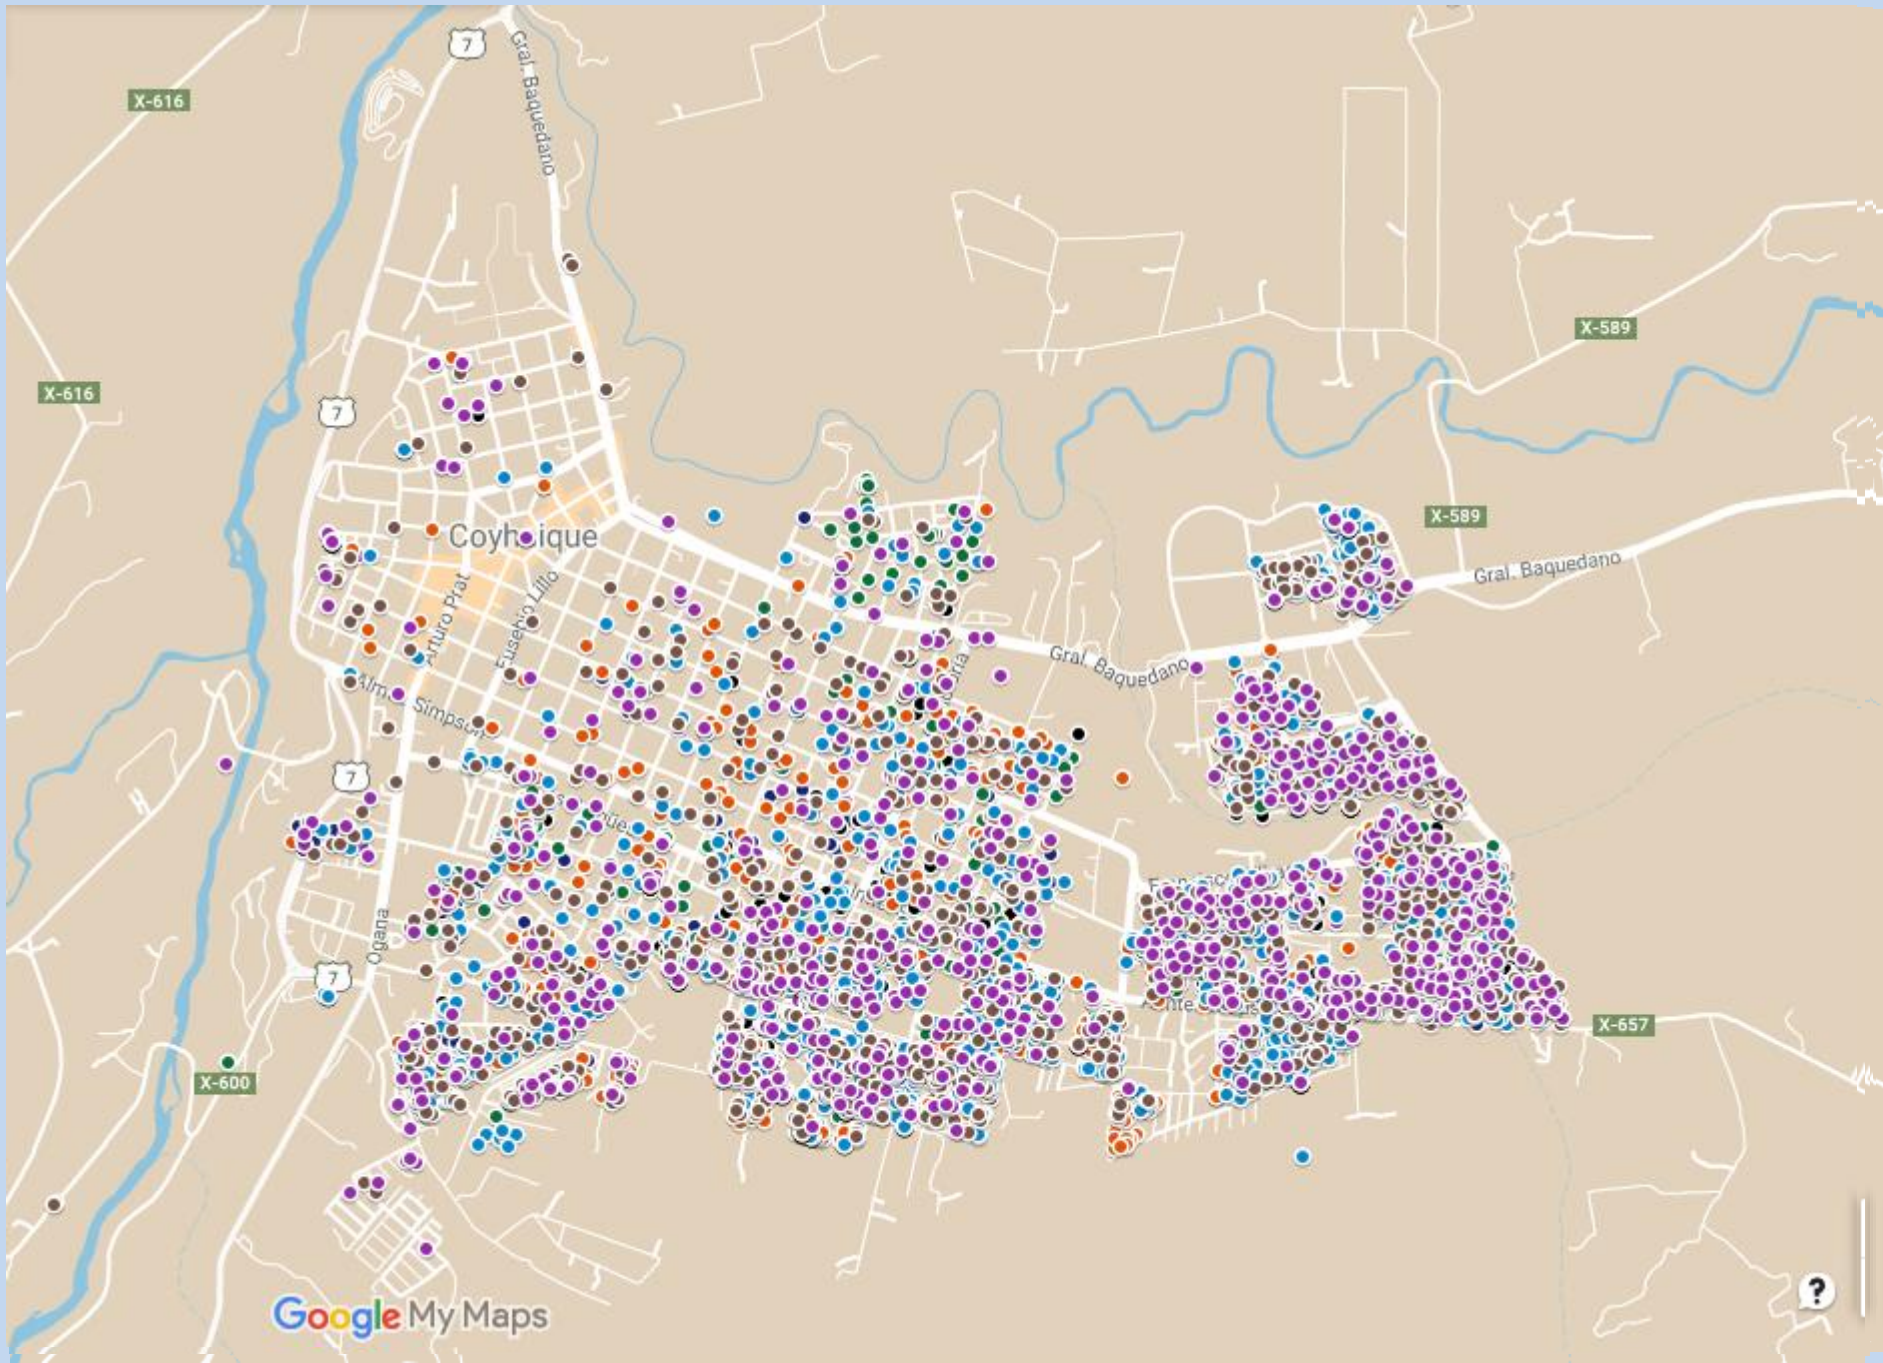 7
Gral. Baquedano
X-616
X-589
X-616
7
X-589
Coyhaique
Gral. Baquedano
Arturo Prat
Eusebio Lillo
Gral. Baquedano
Simpson
7
Ogana
7
X-657
X-600
?
Google My Maps